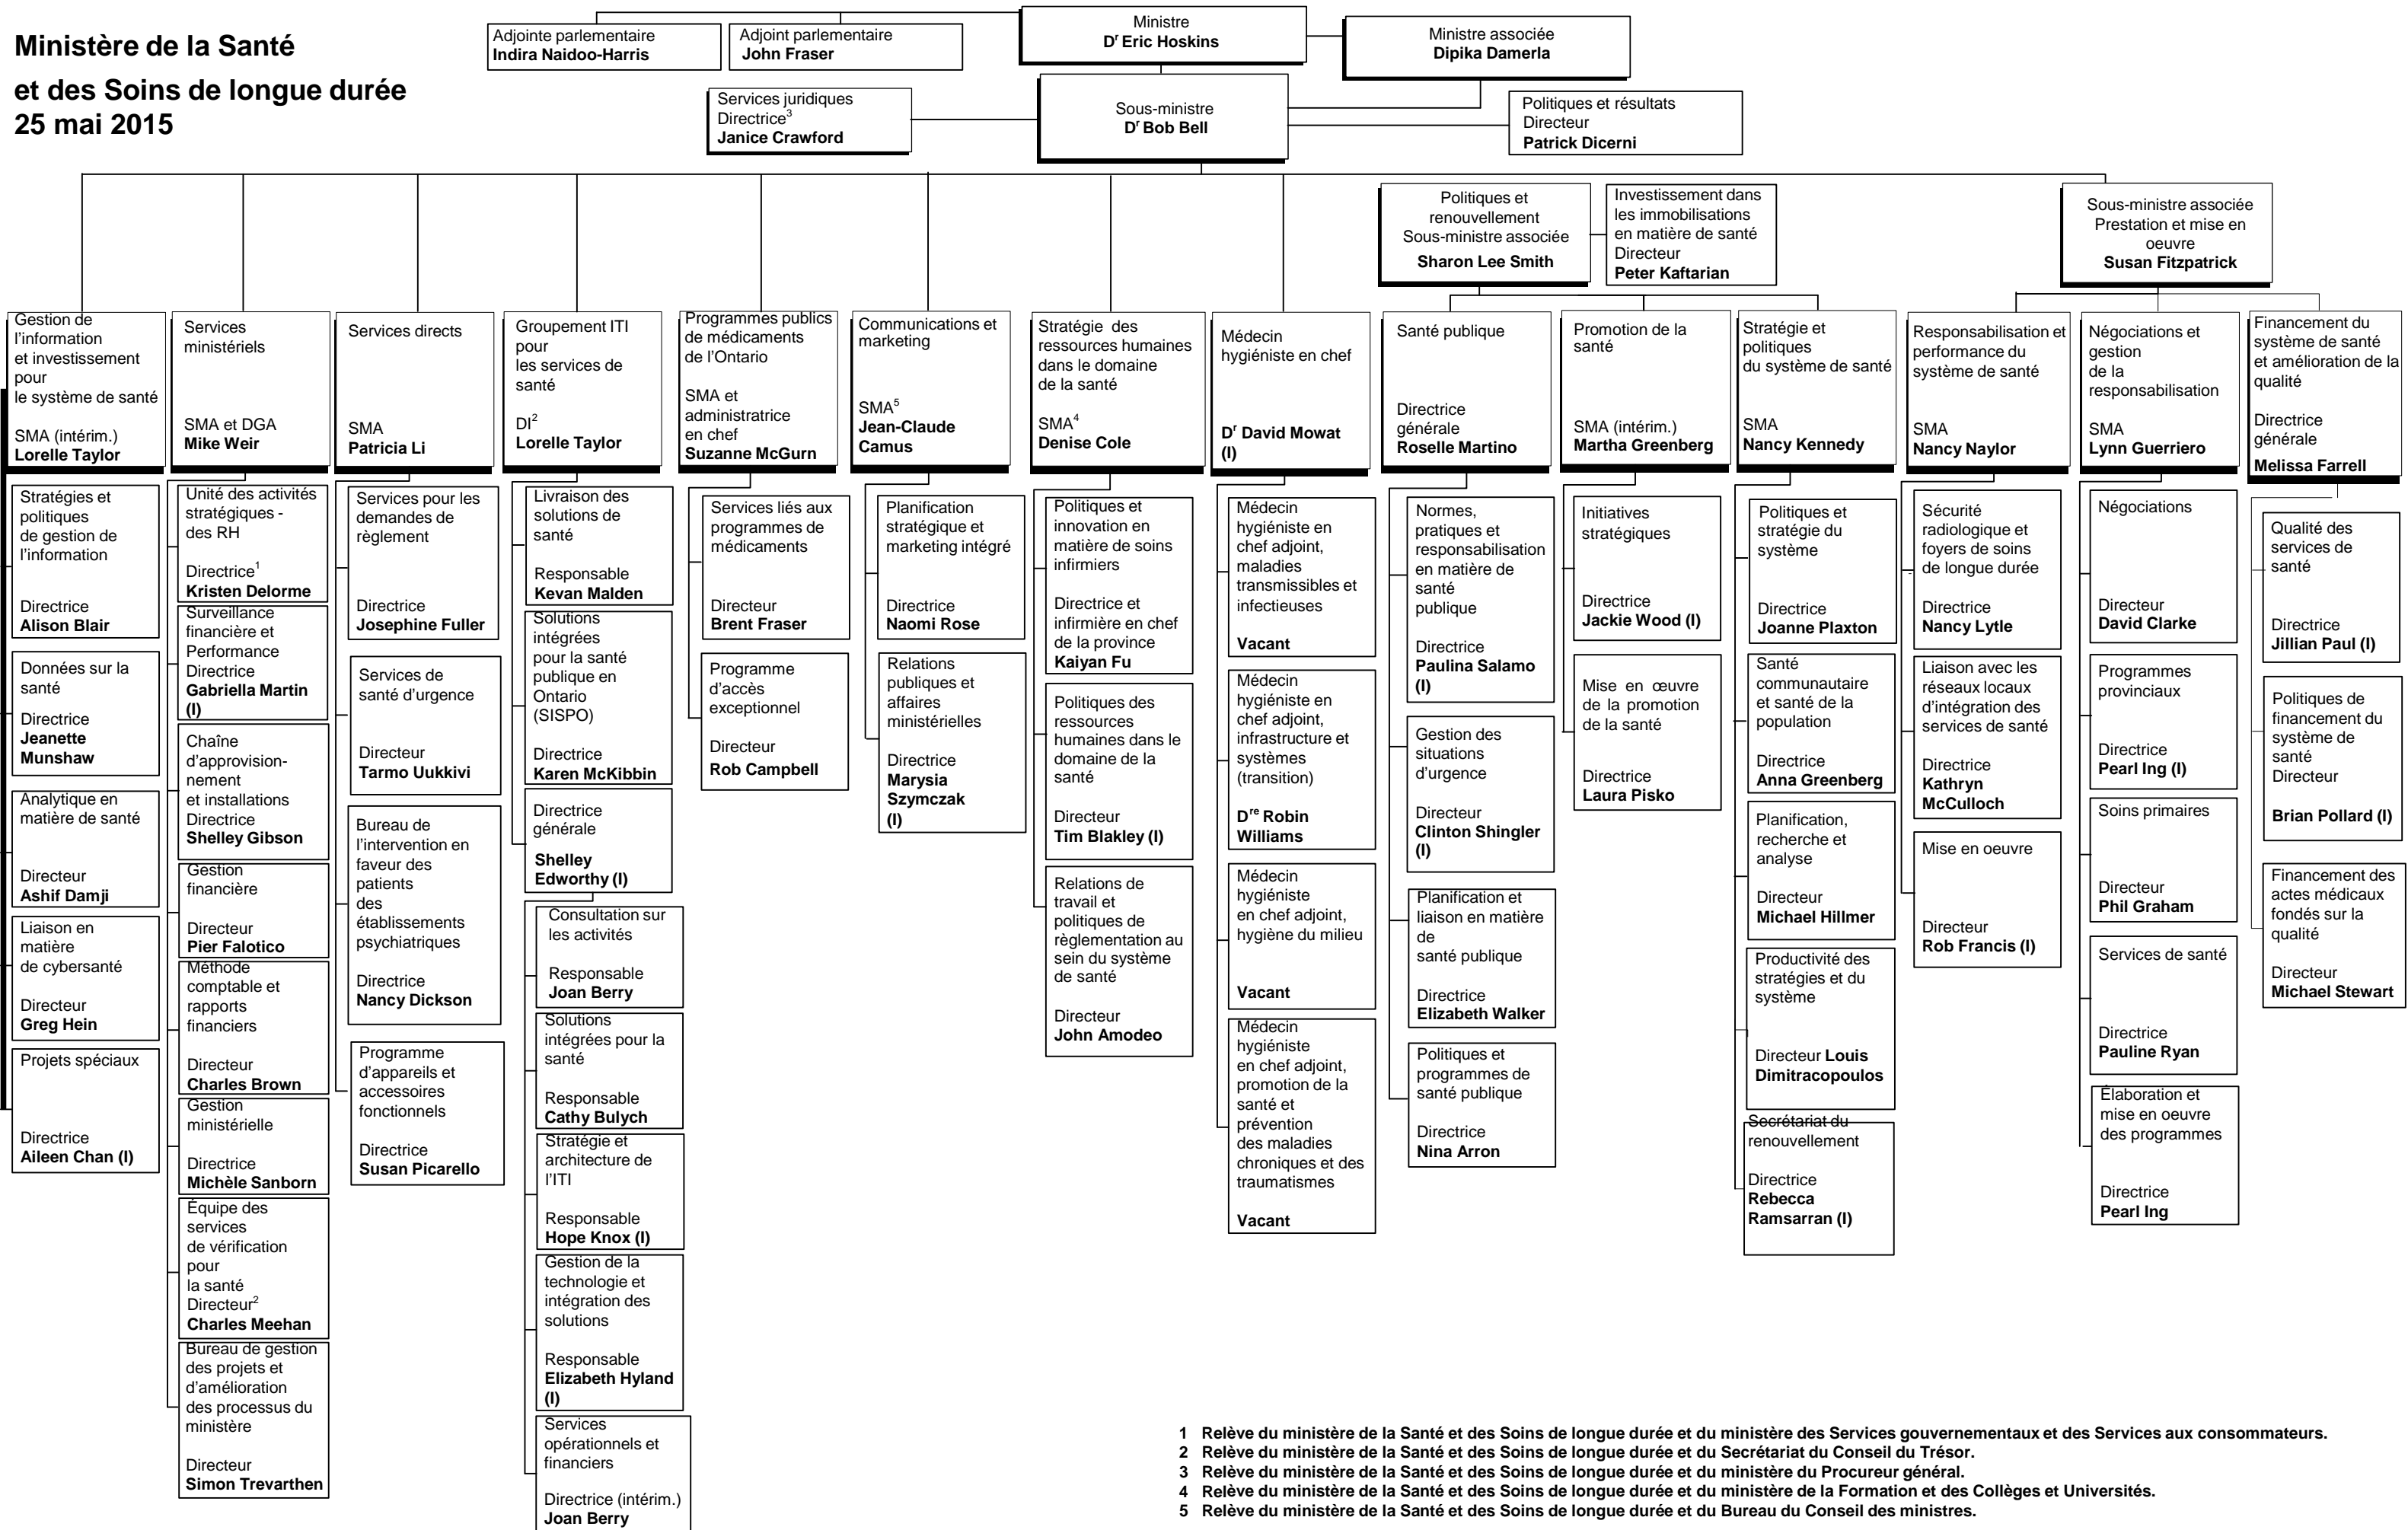 Ministère de la Santé
et des Soins de longue durée
25 mai 2015
Adjointe parlementaire
Indira Naidoo-Harris
Adjoint parlementaire
John Fraser
Ministre
Dr Eric Hoskins
Ministre associée
Dipika Damerla
Services juridiques
Directrice3
Janice Crawford
Sous-ministre
Dr Bob Bell
Politiques et résultats
Directeur
Patrick Dicerni
Politiques et
renouvellement
Sous-ministre associée
Sharon Lee Smith
Investissement dans
les immobilisations
en matière de santé
Directeur
Peter Kaftarian
Sous-ministre associée
Prestation et mise en
oeuvre
Susan Fitzpatrick
Gestion de
l'information
et investissement
pour
le système de santé
SMA (intérim.)
Lorelle Taylor
Services
ministériels
SMA et DGA
Mike Weir
Services directs
SMA
Patricia Li
Groupement ITI
pour
les services de
santé
DI2
Lorelle Taylor
Programmes publics
de médicaments
de l'Ontario
SMA et
administratrice
en chef
Suzanne McGurn
Communications et
marketing
SMA5
Jean-Claude
Camus
Stratégie des
ressources humaines
dans le domaine
de la santé
SMA4
Denise Cole
Médecin
hygiéniste en chef
Dr David Mowat
(I)
Santé publique
Directrice
générale
Roselle Martino
Promotion de la
santé
SMA (intérim.)
Martha Greenberg
Stratégie et
politiques
du système de santé
SMA
Nancy Kennedy
Responsabilisation et
performance du
système de santé
SMA
Nancy Naylor
Négociations et
gestion
de la
responsabilisation
SMA
Lynn Guerriero
Financement du
système de santé
et amélioration de la
qualité
Directrice
générale
Melissa Farrell
Stratégies et
politiques
de gestion de
l'information
Directrice
Alison Blair
Données sur la
santé
Directrice
Jeanette
Munshaw
Analytique en
matière de santé
Directeur
Ashif Damji
Liaison en
matière
de cybersanté
Directeur
Greg Hein
Projets spéciaux
Directrice
Aileen Chan (I)
Unité des activités
stratégiques -
des RH
Directrice1
Kristen Delorme
Surveillance
financière et
Performance
Directrice
Gabriella Martin
(I)
Chaîne
d'approvision-
nement
et installations
Directrice
Shelley Gibson
Gestion
financière
Directeur
Pier Falotico
Méthode
comptable et
rapports
financiers
Directeur
Charles Brown
Gestion
ministérielle
Directrice
Michèle Sanborn
Équipe des
services
de vérification
pour
la santé
Directeur2
Charles Meehan
Bureau de gestion
des projets et
d'amélioration
des processus du
ministère
Directeur
Simon Trevarthen
Services pour les
demandes de
règlement
Directrice
Josephine Fuller
Services de
santé d'urgence
Directeur
Tarmo Uukkivi
Bureau de
l'intervention en
faveur des
patients
des
établissements
psychiatriques
Directrice
Nancy Dickson
Programme
d'appareils et
accessoires
fonctionnels
Directrice
Susan Picarello
Livraison des
solutions de
santé
Responsable
Kevan Malden
Solutions
intégrées
pour la santé
publique en
Ontario
(SISPO)
Directrice
Karen McKibbin
Directrice
générale
Shelley
Edworthy (I)
Consultation sur
les activités
Responsable
Joan Berry
Solutions
intégrées pour la
santé
Responsable
Cathy Bulych
Stratégie et
architecture de
l'ITI
Responsable
Hope Knox (I)
Gestion de la
technologie et
intégration des
solutions
Responsable
Elizabeth Hyland
(I)
Services
opérationnels et
financiers
Directrice (intérim.)
Joan Berry
Services liés aux
programmes de
médicaments
Directeur
Brent Fraser
Programme
d'accès
exceptionnel
Directeur
Rob Campbell
Planification
stratégique et
marketing intégré
Directrice
Naomi Rose
Relations
publiques et
affaires
ministérielles
Directrice
Marysia
Szymczak
(I)
Politiques et
innovation en
matière de soins
infirmiers
Directrice et
infirmière en chef
de la province
Kaiyan Fu
Politiques des
ressources
humaines dans le
domaine de la
santé
Directeur
Tim Blakley (I)
Relations de
travail et
politiques de
règlementation au
sein du système
de santé
Directeur
John Amodeo
Médecin
hygiéniste en
chef adjoint,
maladies
transmissibles et
infectieuses
Vacant
Médecin
hygiéniste en
chef adjoint,
infrastructure et
systèmes
(transition)
Dre Robin
Williams
Médecin
hygiéniste
en chef adjoint,
hygiène du milieu
Vacant
Médecin
hygiéniste
en chef adjoint,
promotion de la
santé et
prévention
des maladies
chroniques et des
traumatismes
Vacant
Normes,
pratiques et
responsabilisation
en matière de
santé
publique
Directrice
Paulina Salamo
(I)
Gestion des
situations
d'urgence
Directeur
Clinton Shingler
(I)
Planification et
liaison en matière
de
santé publique
Directrice
Elizabeth Walker
Politiques et
programmes de
santé publique
Directrice
Nina Arron
Initiatives
stratégiques
Directrice
Jackie Wood (I)
Mise en œuvre
de la promotion
de la santé
Directrice
Laura Pisko
Politiques et
stratégie du
système
Directrice
Joanne Plaxton
Santé
communautaire
et santé de la
population
Directrice
Anna Greenberg
Planification,
recherche et
analyse
Directeur
Michael Hillmer
Productivité des
stratégies et du
système
Directeur Louis
Dimitracopoulos
Secrétariat du
renouvellement
Directrice
Rebecca
Ramsarran (I)
Sécurité
radiologique et
foyers de soins
de longue durée
Directrice
Nancy Lytle
Liaison avec les
réseaux locaux
d'intégration des
services de santé
Directrice
Kathryn
McCulloch
Mise en oeuvre
Directeur
Rob Francis (I)
Négociations
Directeur
David Clarke
Programmes
provinciaux
Directrice
Pearl Ing (I)
Soins primaires
Directeur
Phil Graham
Services de santé
Directrice
Pauline Ryan
Élaboration et
mise en oeuvre
des programmes
Directrice
Pearl Ing
Qualité des
services de
santé
Directrice
Jillian Paul (I)
Politiques de
financement du
système de
santé
Directeur
Brian Pollard (I)
Financement des
actes médicaux
fondés sur la
qualité
Directeur
Michael Stewart
1 Relève du ministère de la Santé et des Soins de longue durée et du ministère des Services gouvernementaux et des Services aux consommateurs.
2 Relève du ministère de la Santé et des Soins de longue durée et du Secrétariat du Conseil du Trésor.
3 Relève du ministère de la Santé et des Soins de longue durée et du ministère du Procureur général.
4 Relève du ministère de la Santé et des Soins de longue durée et du ministère de la Formation et des Collèges et Universités.
5 Relève du ministère de la Santé et des Soins de longue durée et du Bureau du Conseil des ministres.